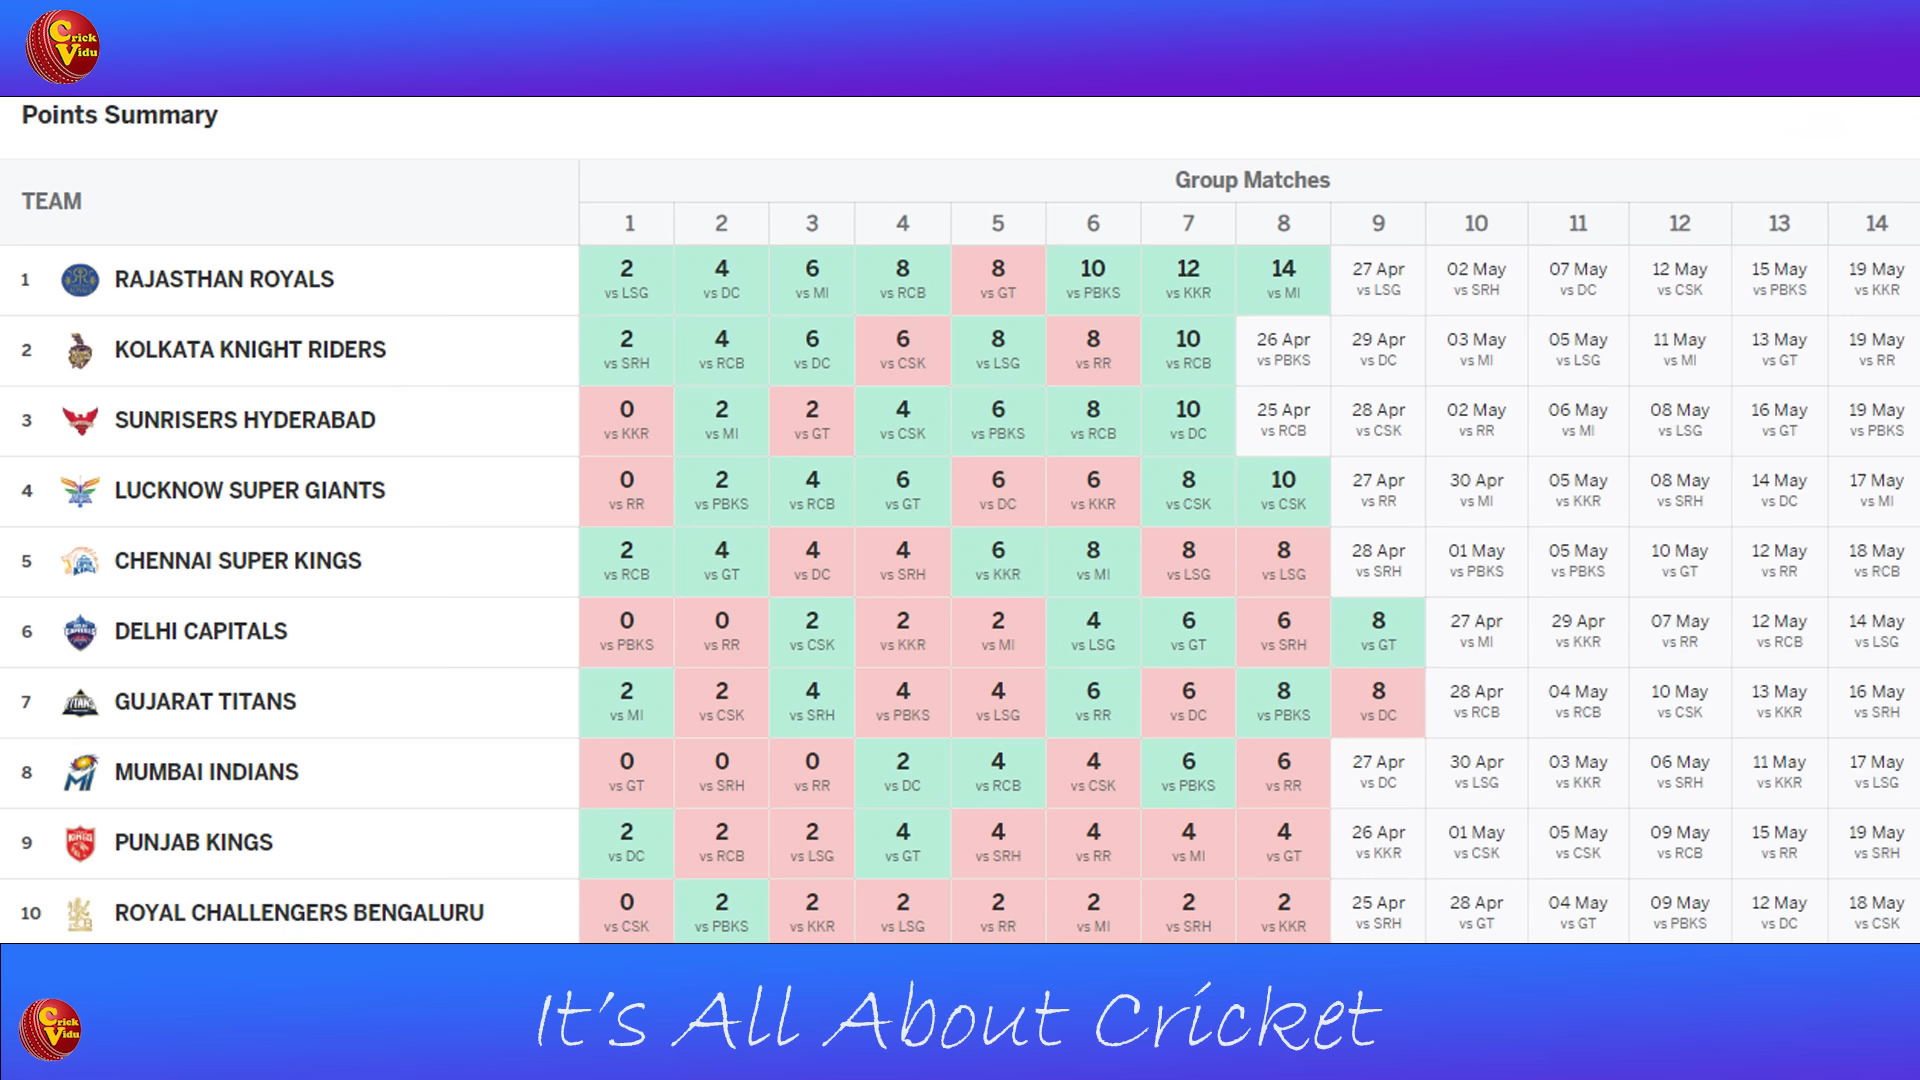 Crick
Vidu
Points Summary
TEAM
Group Matches
1 2 3 4 5 6 7 8 9 10 11 12 13 14
1 RAJASTHAN ROYALS 2 4 6 8 8 10 12 14 27 Apr 02 May 07 May 12 May 15 May 19 May
vs LSG vs DC vs MI vs RCB vs GT vs PBKS vs KKR vs MI vs LSG vs SRH vs DC vs CSK vs PBKS vs KKR
2 KOLKATA KNIGHT RIDERS 2 4 6 6 8 8 10 26 Apr 29 Apr 03 May 05 May 11 May 13 May 19 May
vs SRH vs RCB vs DC vs CSK vs LSG vs RR vs RCB vs PBKS vs DC vs MI vs LSG vs MI vs GT vs RR
3 SUNRISERS HYDERABAD 0 2 2 4 6 8 10 25 Apr 28 Apr 02 May 06 May 08 May 16 May 19 May
vs KKR vs MI vs GT vs CSK vs PBKS vs RCB vs DC vs RCB vs CSK vs RR vs MI vs LSG vs GT vs PBKS
4 LUCKNOW SUPER GIANTS 0 2 4 6 6 6 8 10 27 Apr 30 Apr 05 May 08 May 14 May 17 May
vs RR vs PBKS vs RCB vs GT vs DC vs KKR vs CSK vs CSK vs RR vs MI vs KKR vs SRH vs DC vs MI
5 CHENNAI SUPER KINGS 2 4 4 4 6 8 8 8 28 Apr 01 May 05 May 10 May 12 May 18 May
vs RCB vs GT vs DC vs SRH vs KKR vs MI vs LSG vs LSG vs SRH vs PBKS vs PBKS vs GT vs RR vs RCB
6 DELHI CAPITALS 0 0 2 2 2 4 6 6 8 27 Apr 29 Apr 07 May 12 May 14 May
vs PBKS vs RR vs CSK vs KKR vs MI vs LSG vs GT vs SRH vs GT vs MI vs KKR vs RR vs RCB vs LSG
7 GUJARAT TITANS 2 2 4 4 4 6 6 8 8 28 Apr 04 May 10 May 13 May 16 May
vs MI vs CSK vs SRH vs PBKS vs LSG vs RR vs DC vs PBKS vs DC vs RCB vs RCB vs CSK vs KKR vs SRH
8 MUMBAI INDIANS 0 0 0 2 4 4 6 6 27 Apr 30 Apr 03 May 06 May 11 May 17 May
vs GT vs SRH vs RR vs DC vs RCB vs CSK vs PBKS vs RR vs DC vs LSG vs KKR vs SRH vs KKR vs LSG
9 PUNJAB KINGS 2 2 2 4 4 4 4 4 26 Apr 01 May 05 May 09 May 15 May 19 May
vs DC vs RCB vs LSG vs GT vs SRH vs RR vs MI vs GT vs KKR vs CSK vs CSK vs RCB vs RR vs SRH
10 ROYAL CHALLENGERS BENGALURU 0 2 2 2 2 2 2 2 25 Apr 28 Apr 04 May 09 May 12 May 18 May
vs CSK vs PBKS vs KKR vs LSG vs RR vs MI vs SRH vs KKR vs SRH vs GT vs GT vs PBKS vs DC vs CSK
Crick
Vidu
It's All About Cricket